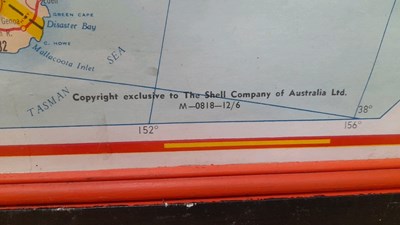 GREEN CAPE
Disaster Bay
C. HOWE
Mallacoota Inlet
TASMAN SEA
Copyright exclusive to The Shell Company of Australia Ltd.
M—0818—12/6
38°
152°
156°